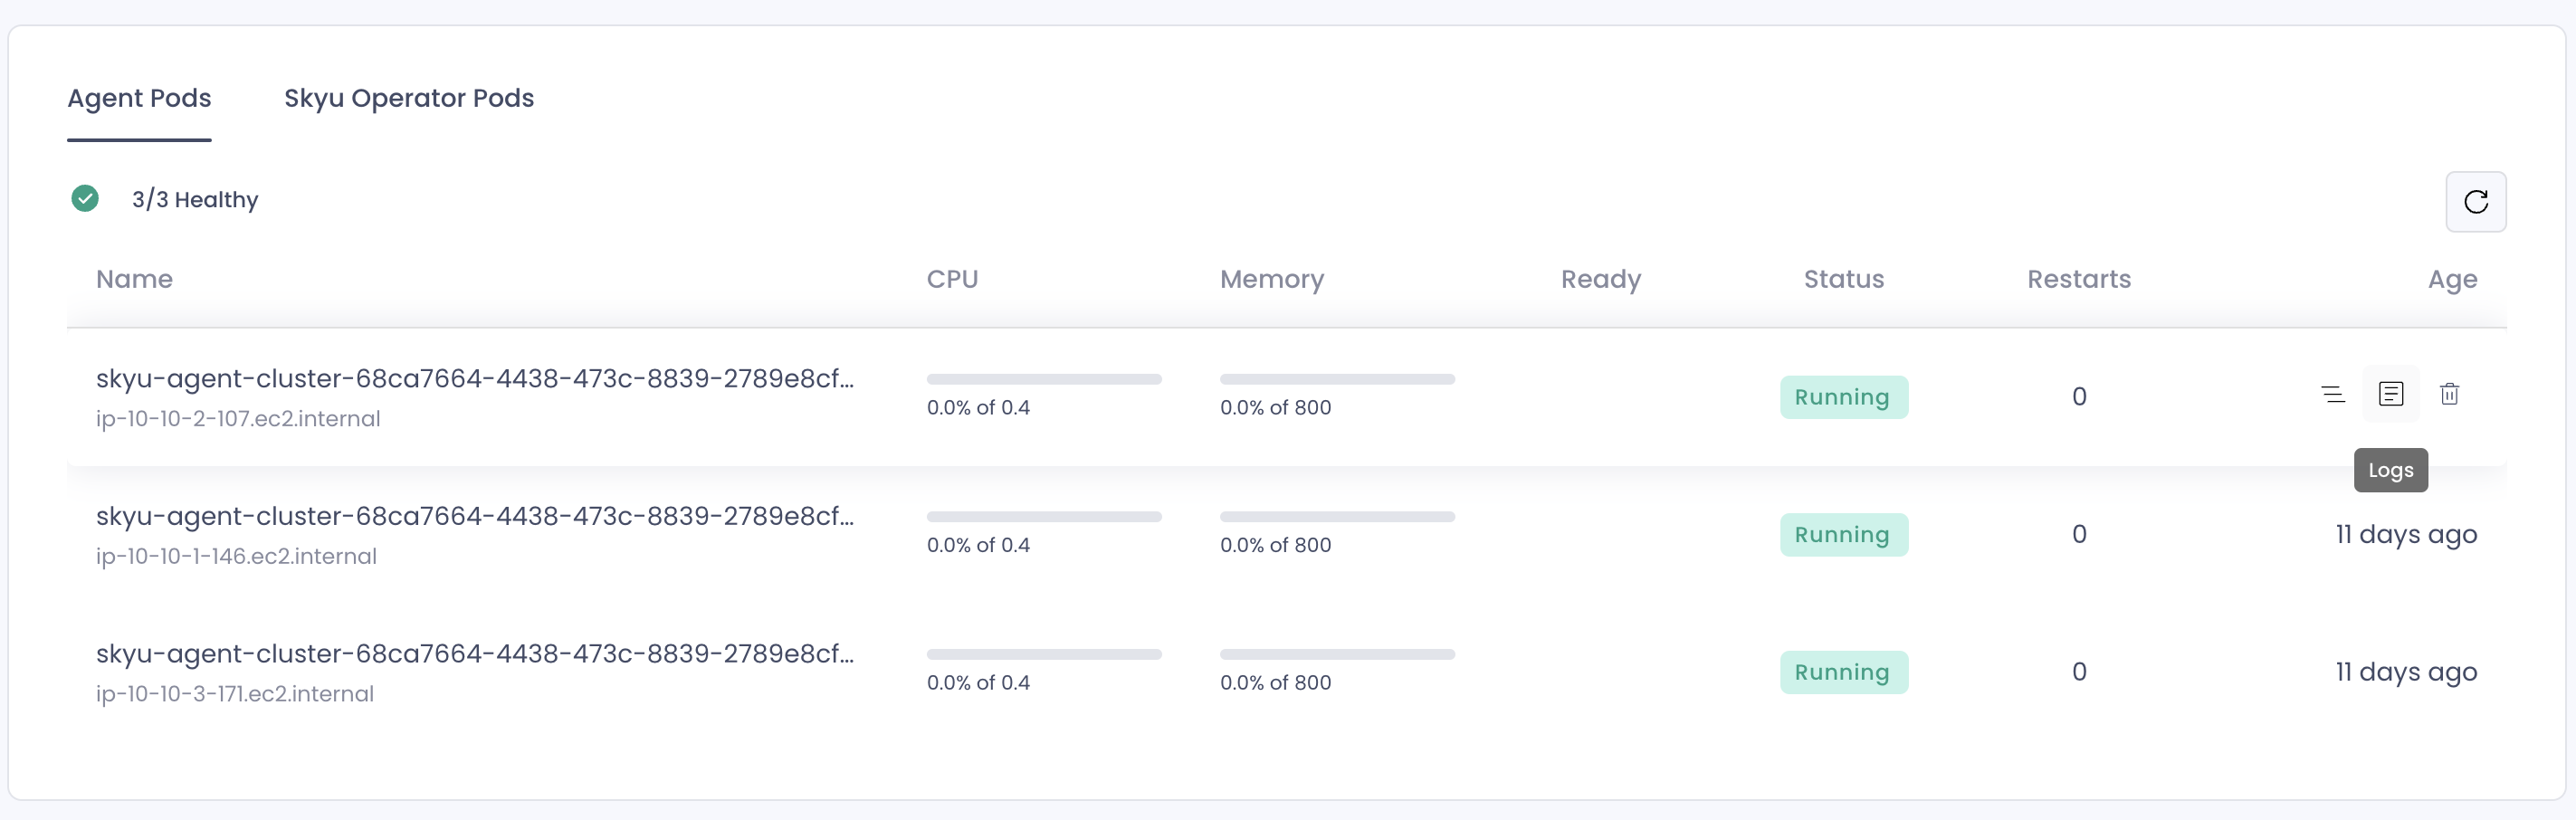 Agent Pods Skyu Operator Pods
3/3 Healthy
Name CPU Memory Ready Status Restarts Age
skyu-agent-cluster-68ca7664-4438-473c-8839-2789e8cf...
ip-10-10-2-107.ec2.internal
0.0% of 0.4
0.0% of 800
Running
0
Logs
skyu-agent-cluster-68ca7664-4438-473c-8839-2789e8cf...
ip-10-10-1-146.ec2.internal
0.0% of 0.4
0.0% of 800
Running
0
11 days ago
skyu-agent-cluster-68ca7664-4438-473c-8839-2789e8cf...
ip-10-10-3-171.ec2.internal
0.0% of 0.4
0.0% of 800
Running
0
11 days ago